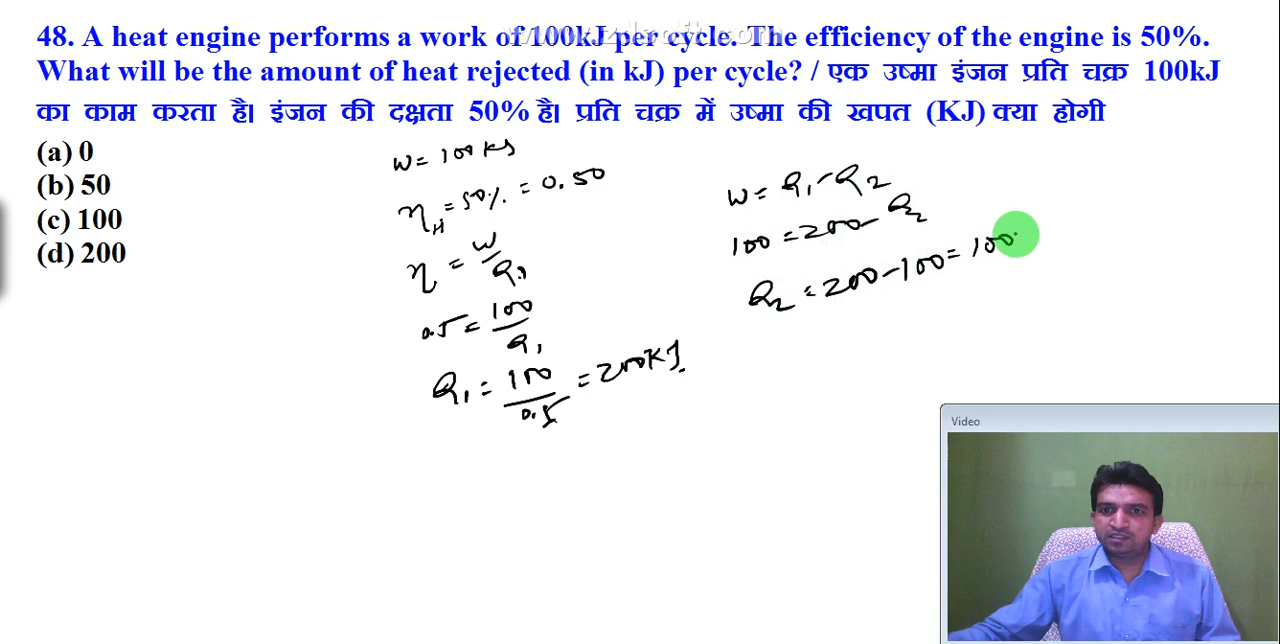 48. A heat engine performs a work of 100kJ per cycle. The efficiency of the engine is 50%.
What will be the amount of heat rejected (in kJ) per cycle? / एक उष्मा इंजन प्रति चक्र 100kJ
का काम करता है। इंजन की दक्षता 50% है। प्रति चक्र में उष्मा की खपत (KJ) क्या होगी
(a) 0
(b) 50
(c) 100
(d) 200
W = 100 KJ
η = 50% = 0.50
η = W/Q₁
0.5 = 100/Q₁
Q₁ = 100/0.5 = 200KJ
W = Q₁ - Q₂
100 = 200 - Q₂
Q₂ = 200 - 100 = 100
Video